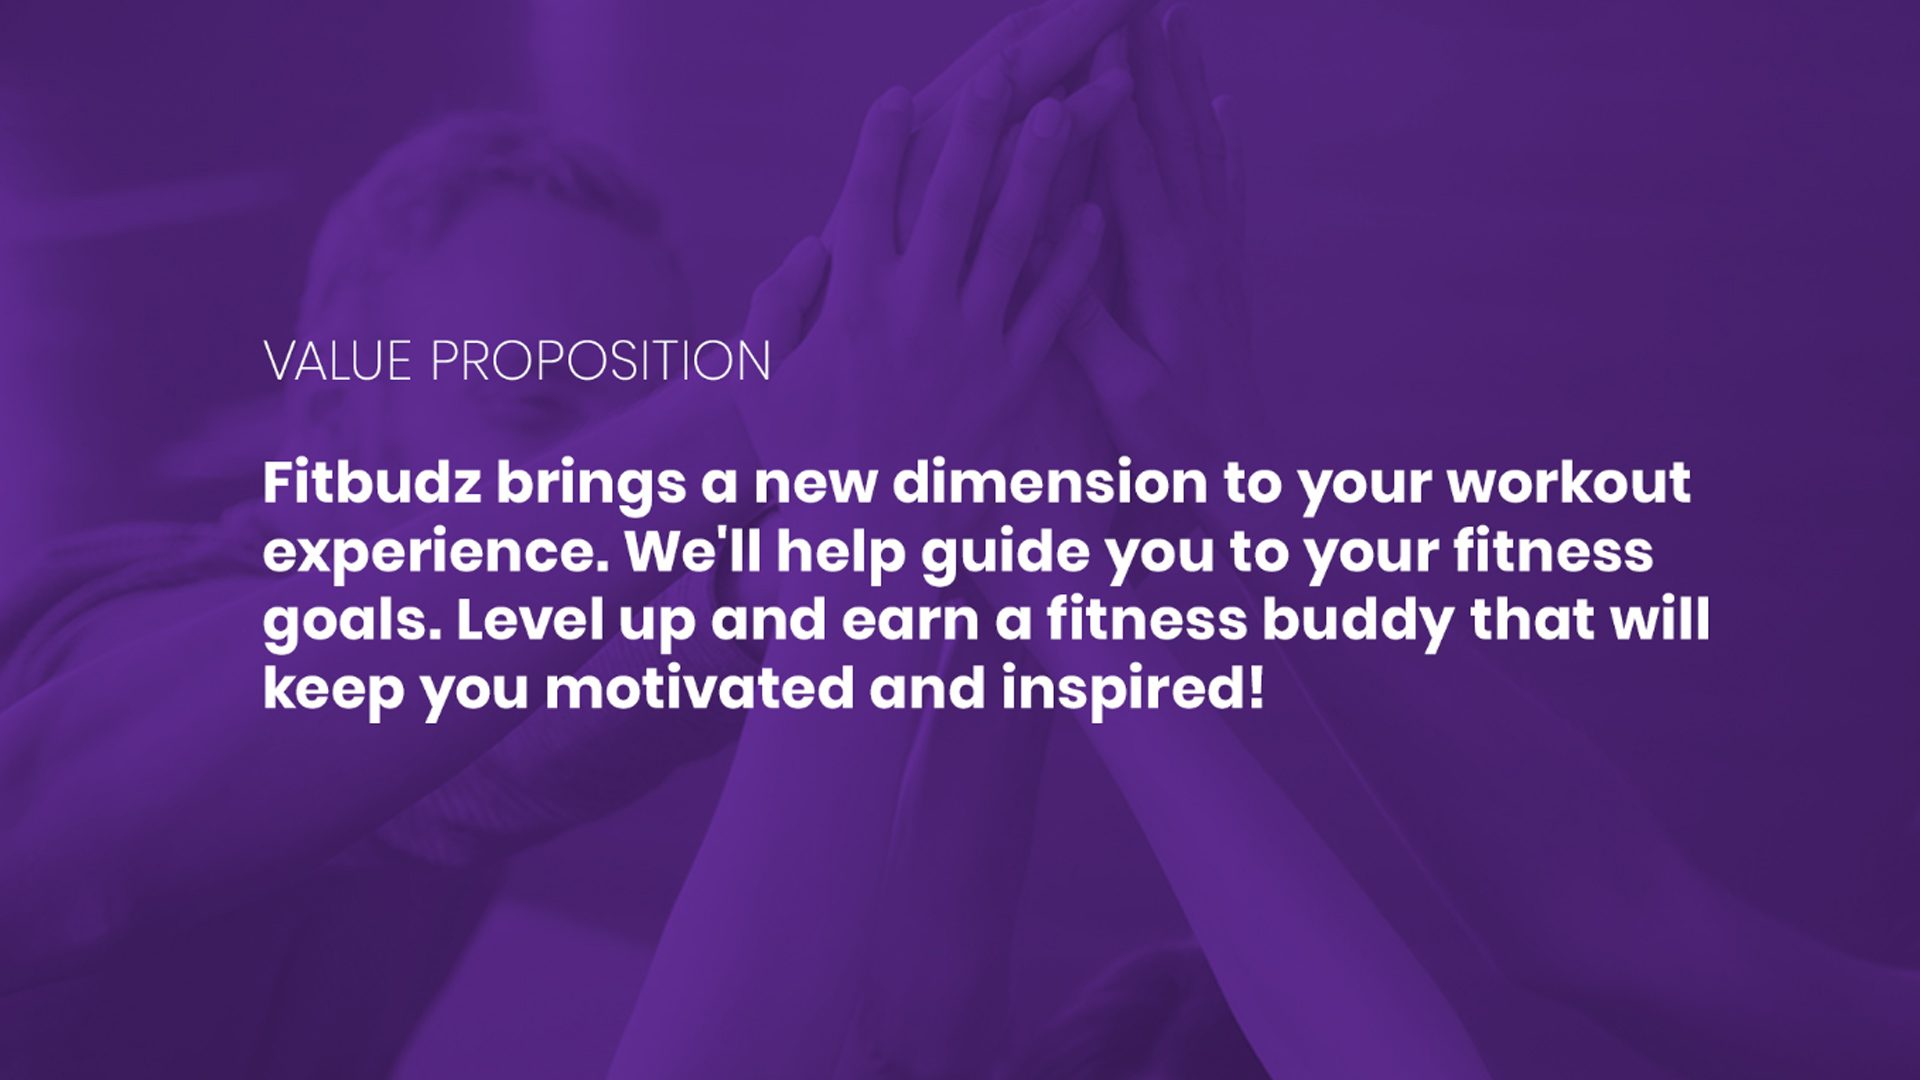 VALUE PROPOSITION
Fitbudz brings a new dimension to your workout
experience. We'll help guide you to your fitness
goals. Level up and earn a fitness buddy that will
keep you motivated and inspired!